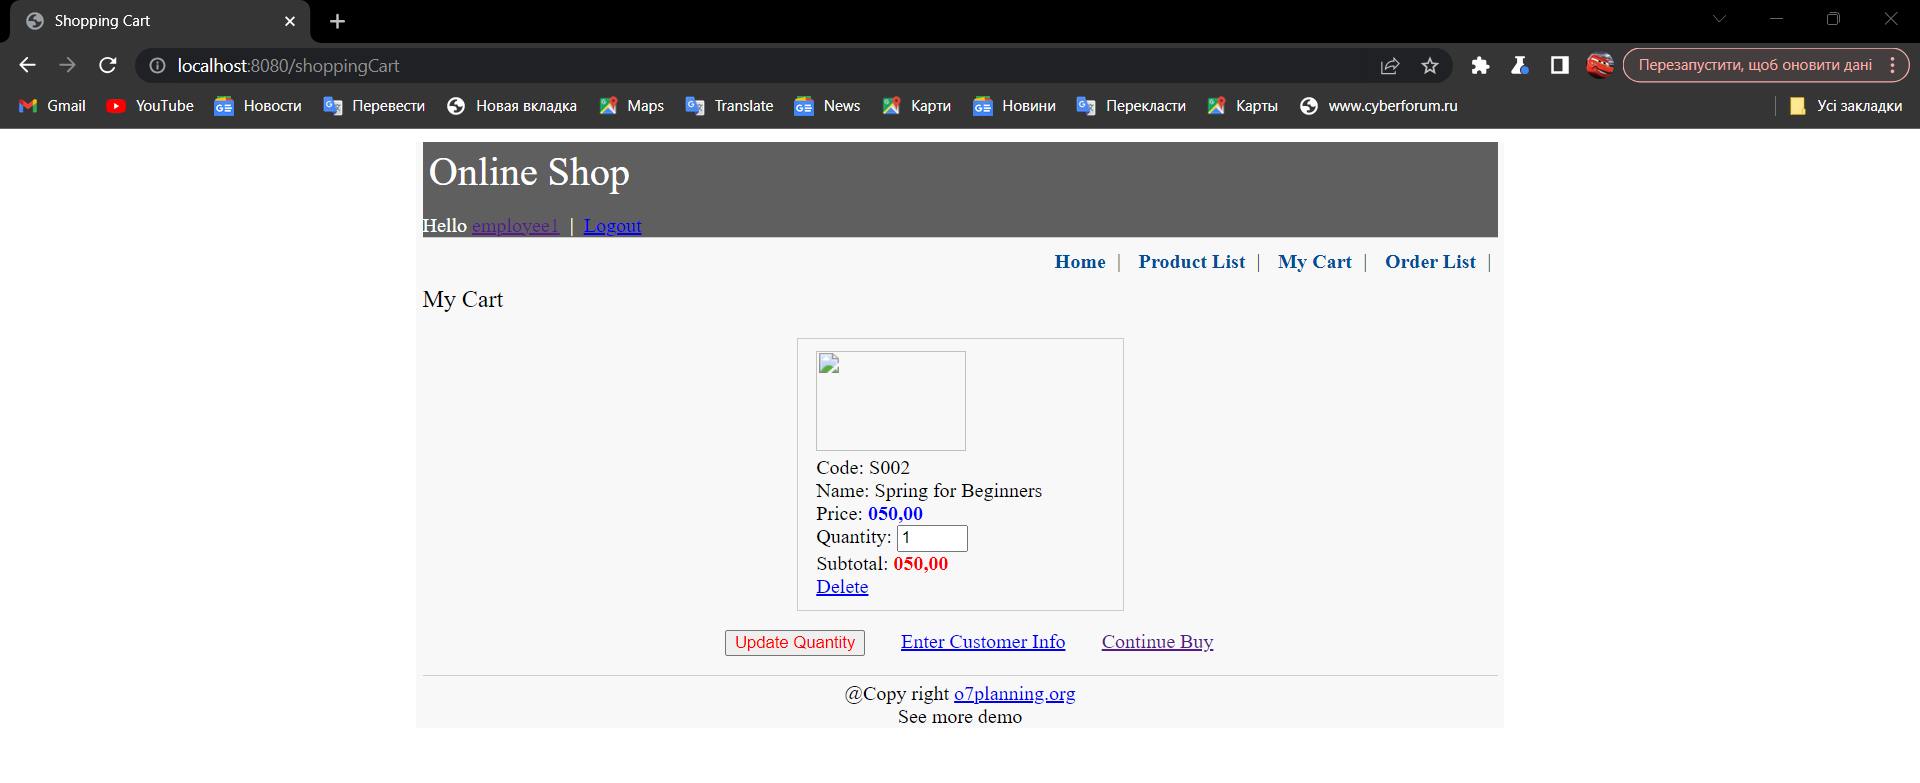 Shopping Cart
localhost:8080/shoppingCart
Перезапустити, щоб оновити дані
Gmail YouTube Новости Перевести Новая вкладка Maps Translate News Карти Новини Перекласти Карты www.cyberforum.ru Усі закладки
Online Shop
Hello employee1 | Logout
Home | Product List | My Cart | Order List |
My Cart
Code: S002
Name: Spring for Beginners
Price: 050,00
Quantity: 1
Subtotal: 050,00
Delete
Update Quantity Enter Customer Info Continue Buy
@Copy right o7planning.org
See more demo